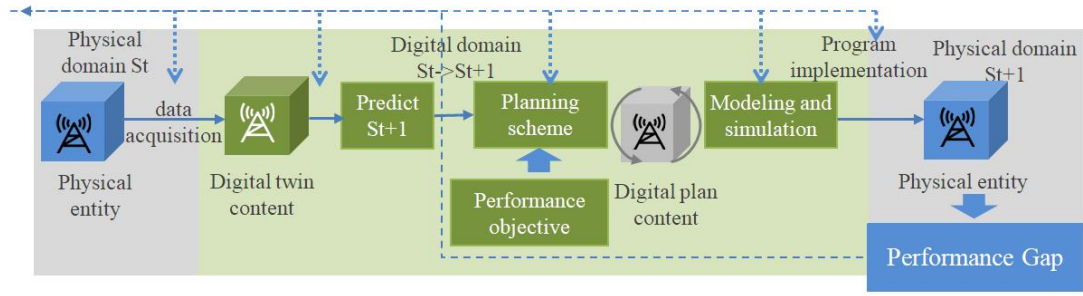 Physical
domain St
Digital domain
St->St+1
Program
implementation
Physical domain
St+1
data
acquisition
Predict
St+1
Planning
scheme
Modeling and
simulation
Physical
entity
Digital twin
content
Performance
objective
Digital plan
content
Physical entity
Performance Gap